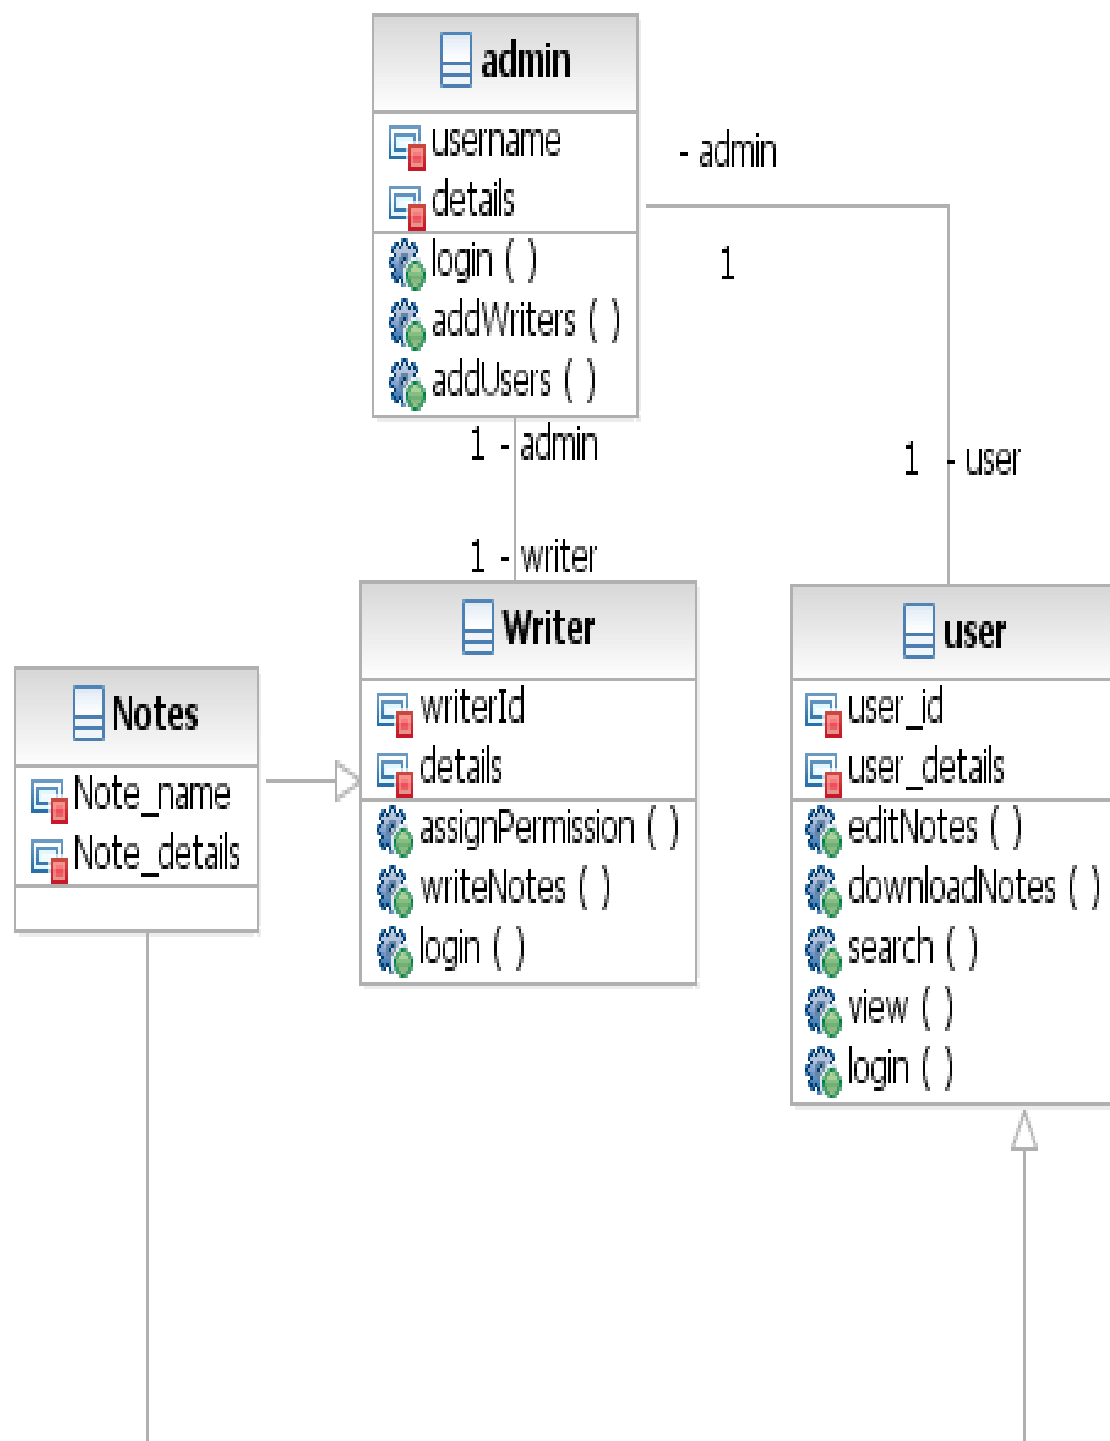 admin
username
details
login ( )
addWriters ( )
addUsers ( )
- admin
1
1 - admin
1 - user
1 - writer
Writer
writerId
details
assignPermission ( )
writeNotes ( )
login ( )
user
user_id
user_details
editNotes ( )
downloadNotes ( )
search ( )
view ( )
login ( )
Notes
Note_name
Note_details